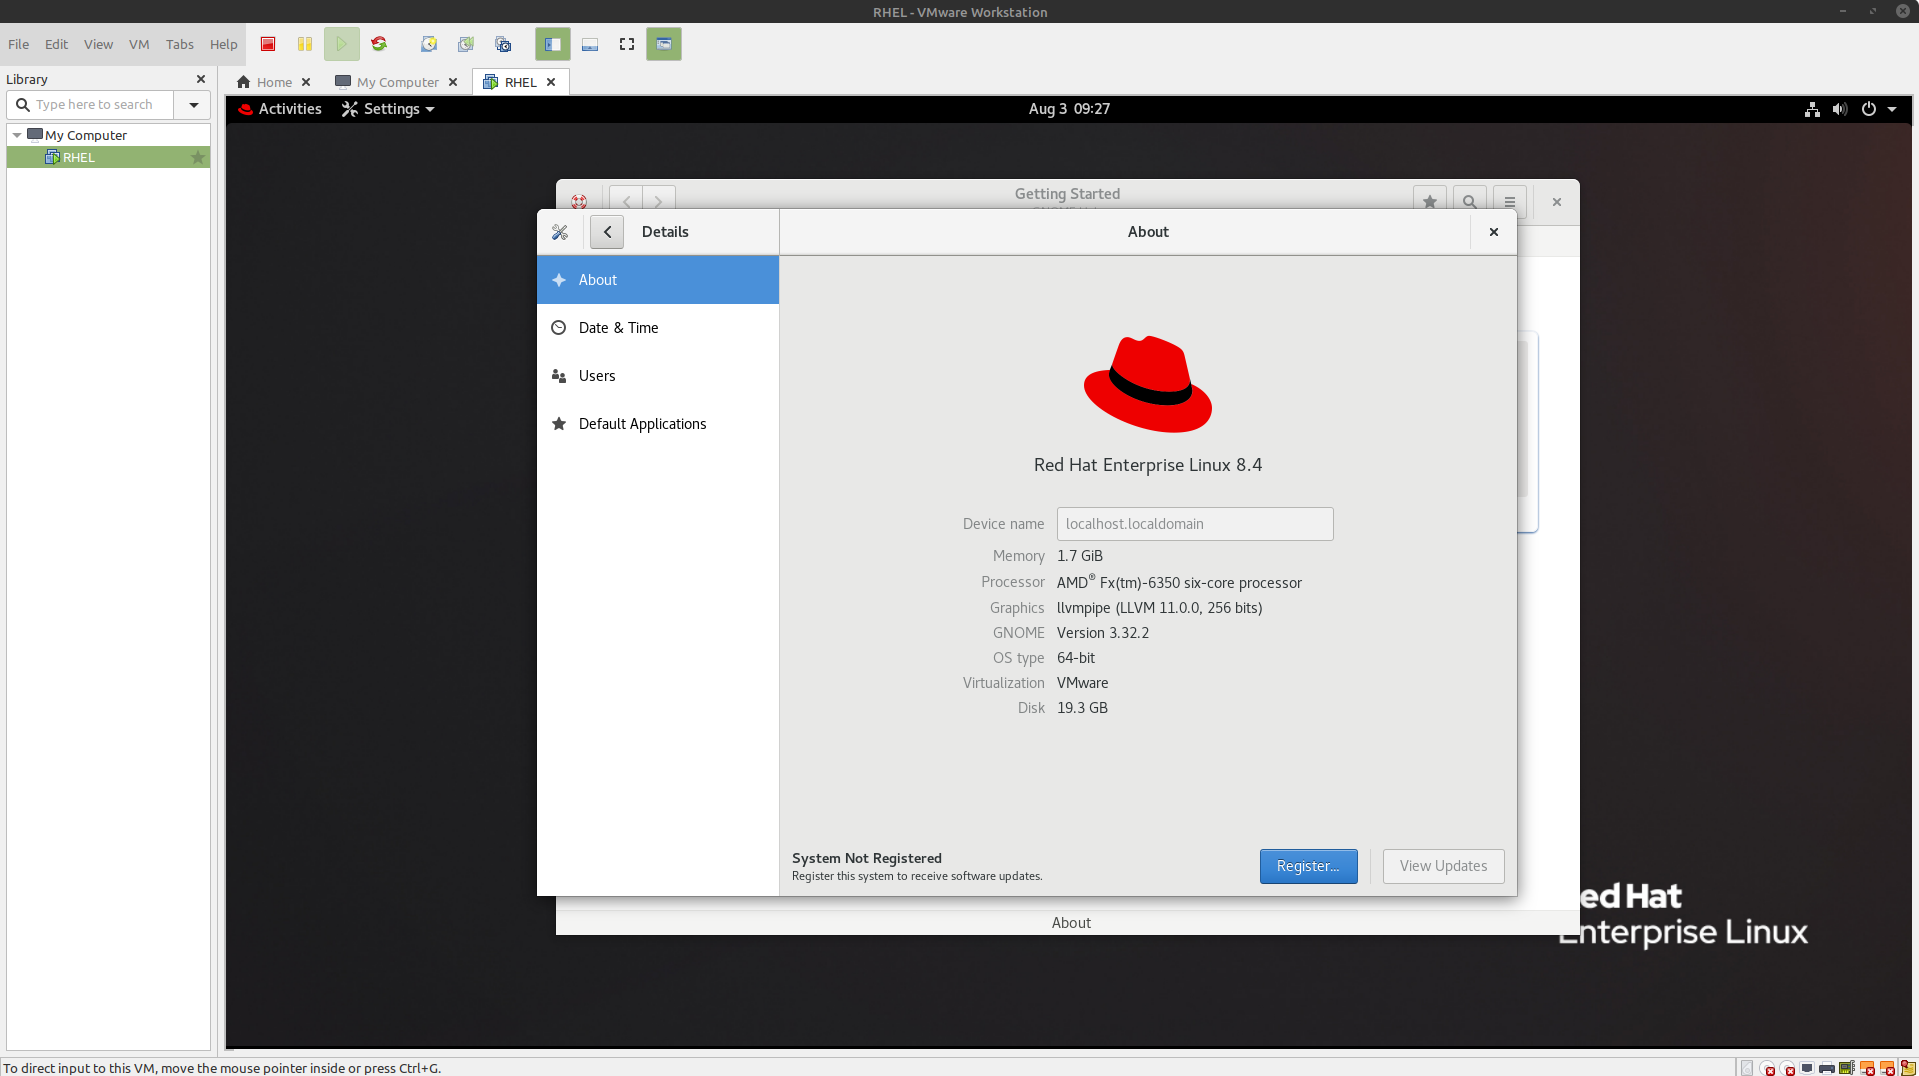 RHEL - VMware Workstation
File Edit View VM Tabs Help
Library
Type here to search
My Computer
RHEL
Home
My Computer
RHEL
Activities
Settings
Aug 3 09:27
Getting Started
Details
About
About
Date & Time
Users
Default Applications
Red Hat Enterprise Linux 8.4
Device name localhost.localdomain
Memory 1.7 GiB
Processor AMD® Fx(tm)-6350 six-core processor
Graphics llvmpipe (LLVM 11.0.0, 256 bits)
GNOME Version 3.32.2
OS type 64-bit
Virtualization VMware
Disk 19.3 GB
System Not Registered
Register this system to receive software updates.
Register...
View Updates
About
ed Hat
Enterprise Linux
To direct input to this VM, move the mouse pointer inside or press Ctrl+G.